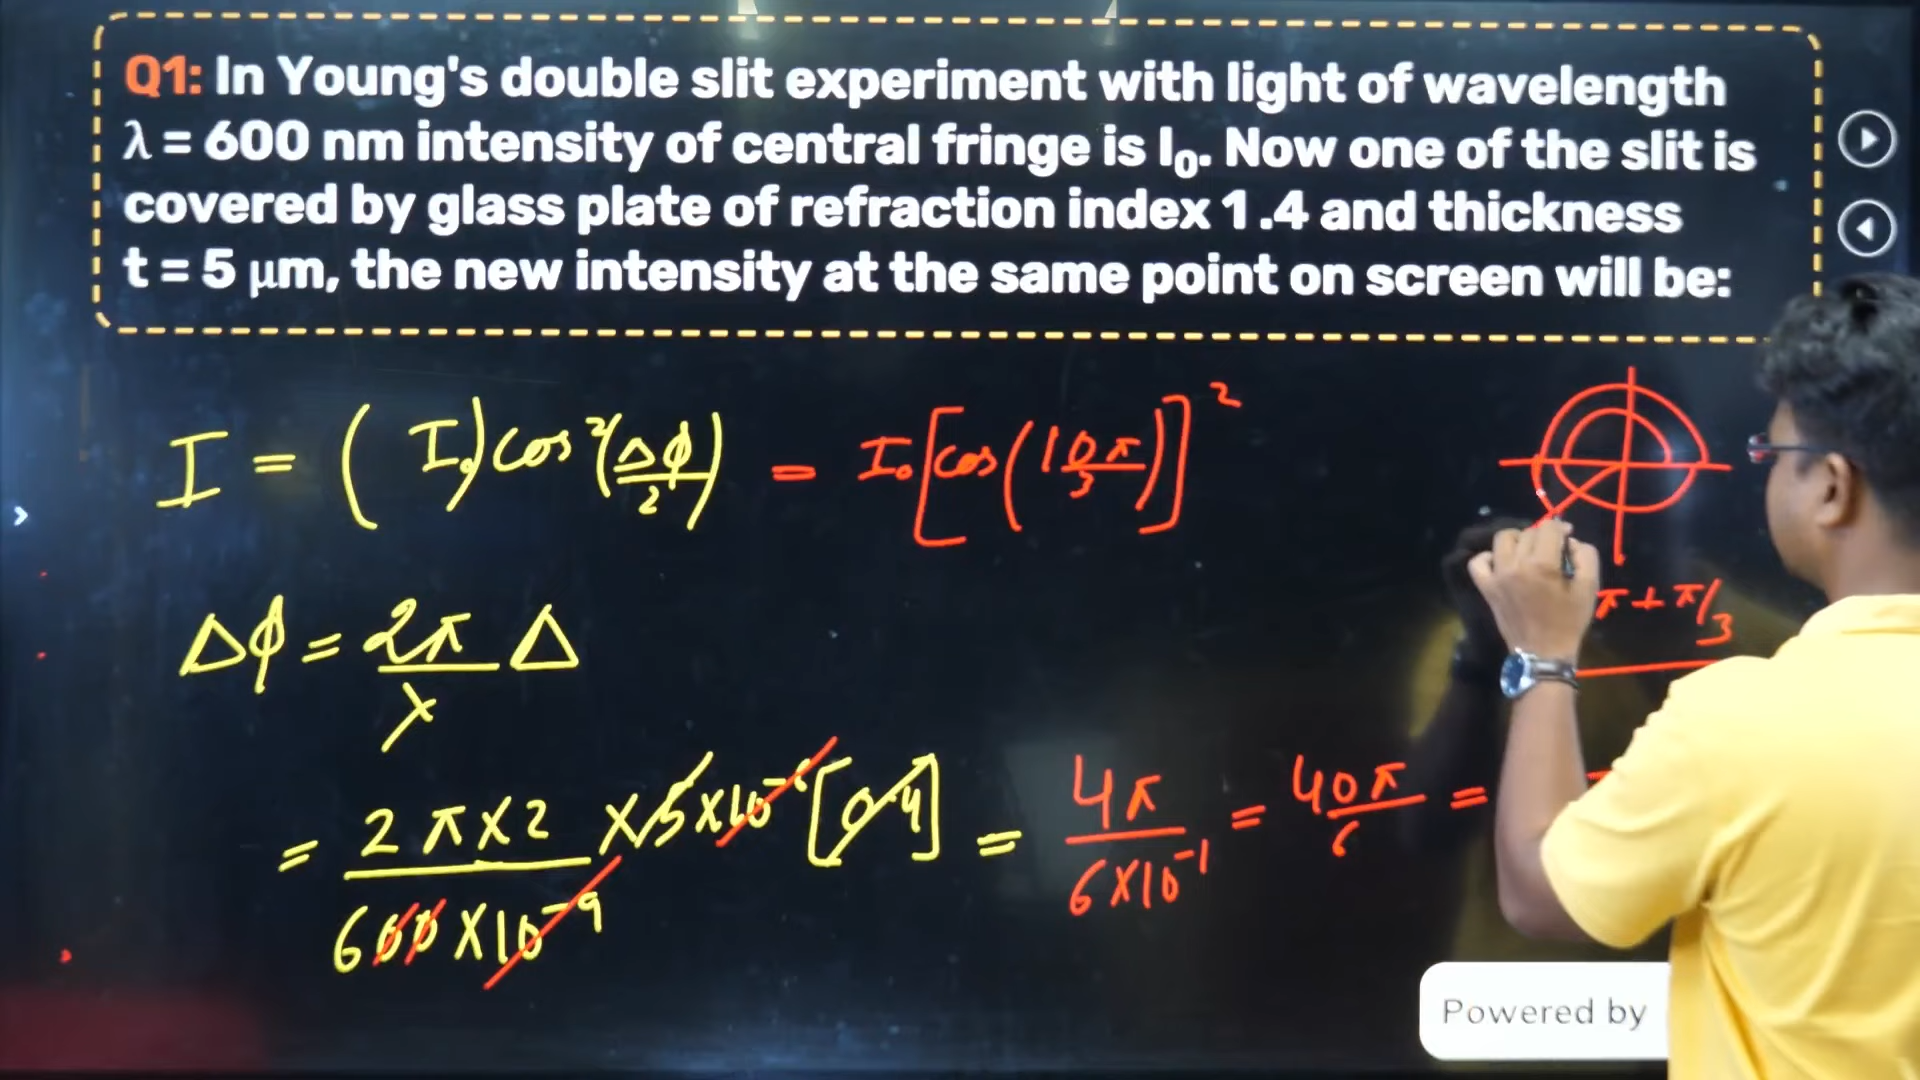 Q1: In Young's double slit experiment with light of wavelength
λ = 600 nm intensity of central fringe is I₀. Now one of the slit is
covered by glass plate of refraction index 1.4 and thickness
t = 5 μm, the new intensity at the same point on screen will be:
I = (I₀) cos²(Δφ/2) = I₀[cos(10π/3)]²
π + π/3
Δφ = 2π/λ Δ
= 2π×2/600×10⁻⁹ × 5×10⁻⁶ [0.4] = 4π/6×10⁻¹ = 40π/6 =
Powered by